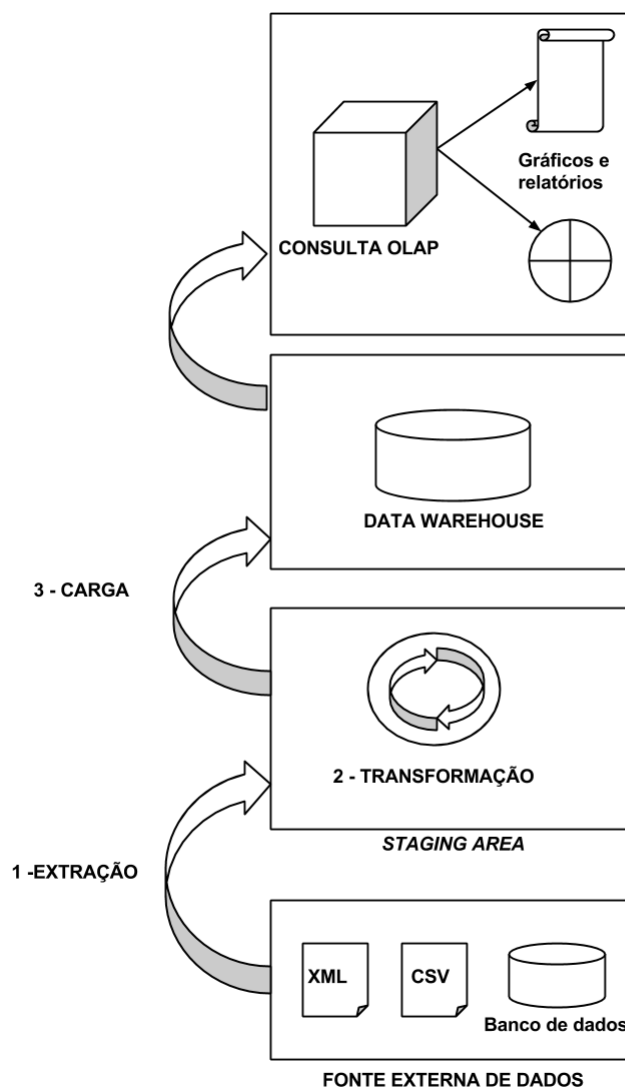 Gráficos e
relatórios
CONSULTA OLAP
DATA WAREHOUSE
3 - CARGA
2 - TRANSFORMAÇÃO
STAGING AREA
1 -EXTRAÇÃO
XML
CSV
Banco de dados
FONTE EXTERNA DE DADOS